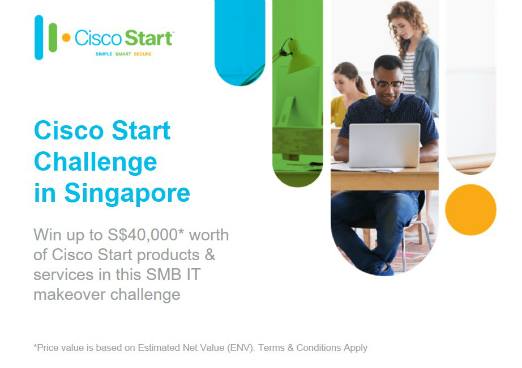 Cisco Start
SIMPLE SMART SECURE
Cisco Start
Challenge
in Singapore
Win up to S$40,000* worth
of Cisco Start products &
services in this SMB IT
makeover challenge
*Price value is based on Estimated Net Value (ENV). Terms & Conditions Apply